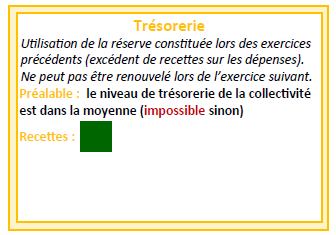 Trésorerie
Utilisation de la réserve constituée lors des exercices
précédents (excédent de recettes sur les dépenses).
Ne peut pas être renouvelé lors de l’exercice suivant.
Préalable : le niveau de trésorerie de la collectivité
est dans la moyenne (impossible sinon)
Recettes :